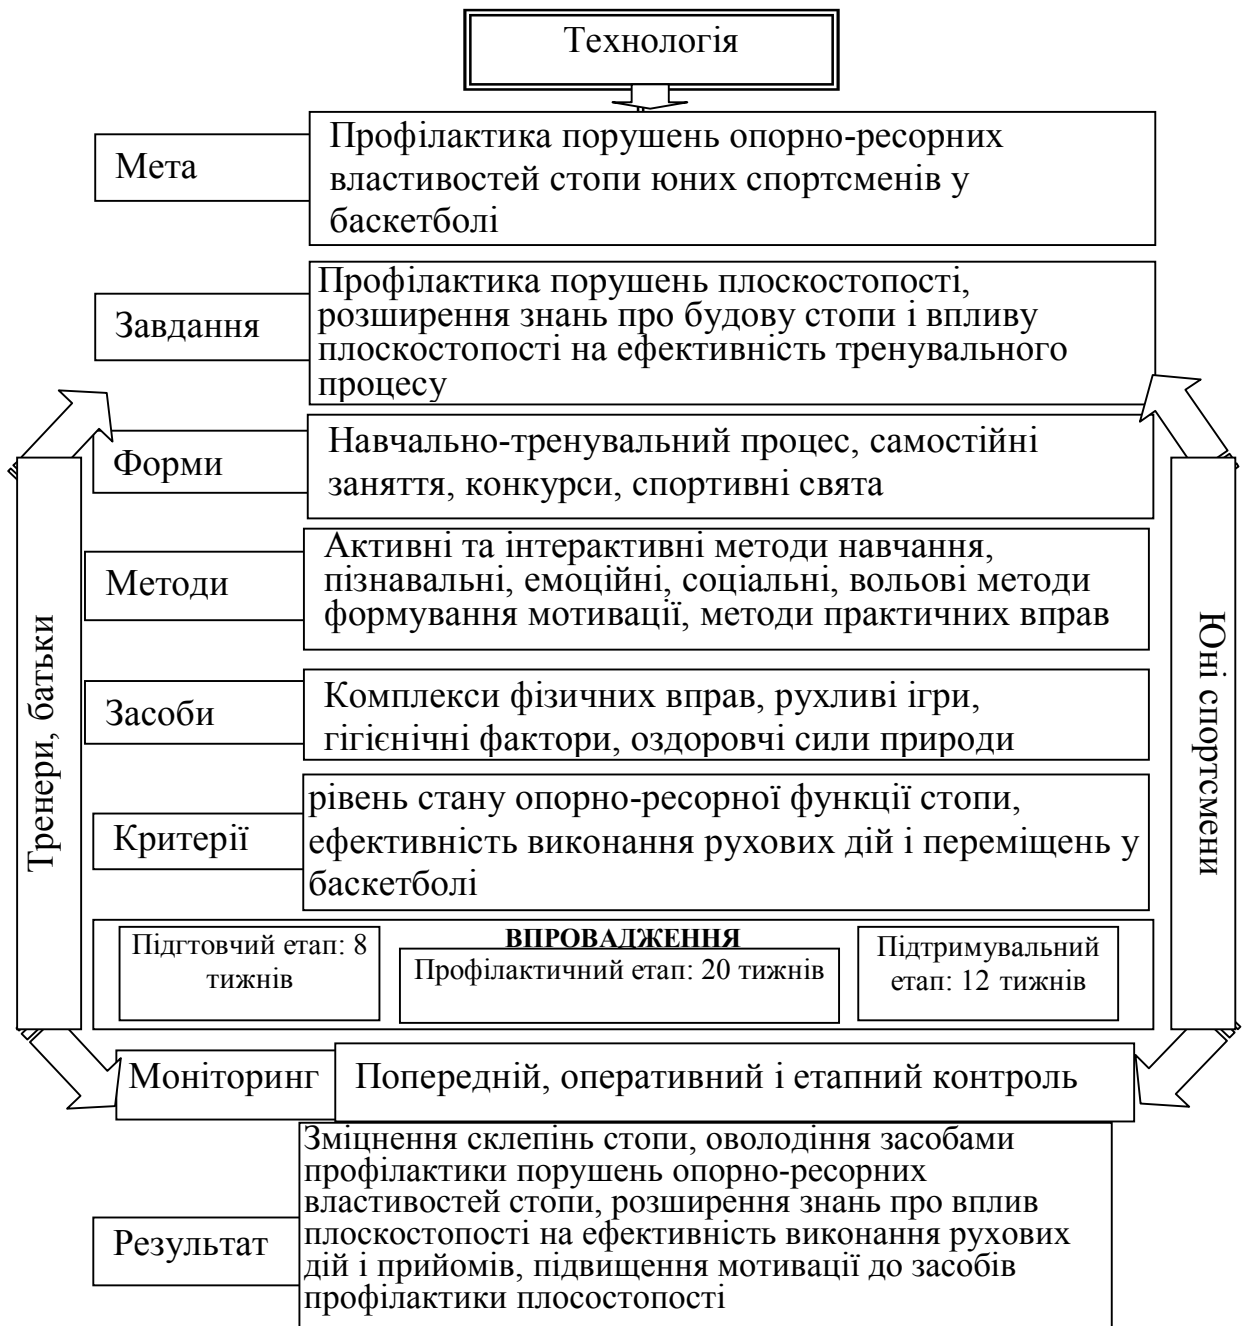 Технологія
Мета
Профілактика порушень опорно-ресорних
властивостей стопи юних спортсменів у
баскетболі
Завдання
Профілактика порушень плоскостопості,
розширення знань про будову стопи і впливу
плоскостопості на ефективність тренувального
процесу
Форми
Навчально-тренувальний процес, самостійні
заняття, конкурси, спортивні свята
Методи
Активні та інтерактивні методи навчання,
пізнавальні, емоційні, соціальні, вольові методи
формування мотивації, методи практичних вправ
Засоби
Комплекси фізичних вправ, рухливі ігри,
гігієнічні фактори, оздоровчі сили природи
Критерії
рівень стану опорно-ресорної функції стопи,
ефективність виконання рухових дій і переміщень у
баскетболі
Тренери, батьки
Юні спортсмени
ВПРОВАДЖЕННЯ
Підгтовчий етап: 8
тижнів
Профілактичний етап: 20 тижнів
Підтримувальний
етап: 12 тижнів
Моніторинг
Попередній, оперативний і етапний контроль
Результат
Зміцнення склепінь стопи, оволодіння засобами
профілактики порушень опорно-ресорних
властивостей стопи, розширення знань про вплив
плоскостопості на ефективність виконання рухових
дій і прийомів, підвищення мотивації до засобів
профілактики плосостопості